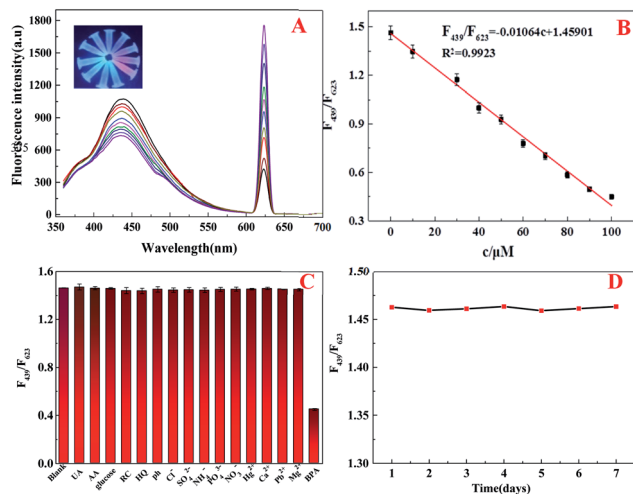 A
Fluorescence intensity(a.u)
1800
1500
1200
900
600
300
0
350 400 450 500 550 600 650 700
Wavelength(nm)
B
F439/F623=-0.01064c+1.45901
R2=0.9923
F439/F623
1.5
1.2
0.9
0.6
0.3
0 20 40 60 80 100
c/μM
C
F439/F623
1.6
1.2
0.8
0.4
0.0
Blank UA AA glucose RC HQ ph Cl- SO42- NH4- PO43- NO3- Hg2+ Ca2+ Pb2+ Mg2+ BPA
D
F439/F623
1.50
1.45
1.40
1.35
1.30
1 2 3 4 5 6 7
Time(days)